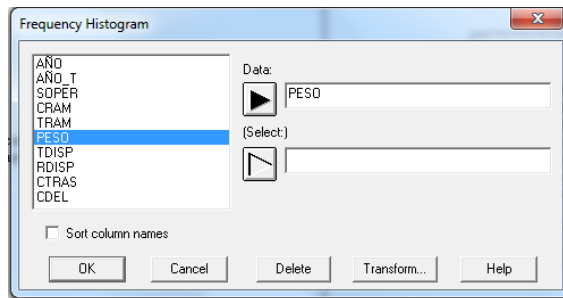 Frequency Histogram
AÑO
AÑO_T
SOPER
CRAM
TRAM
PESO
TDISP
RDISP
CTRAS
CDEL
Data:
PESO
(Select:)
Sort column names
OK
Cancel
Delete
Transform...
Help